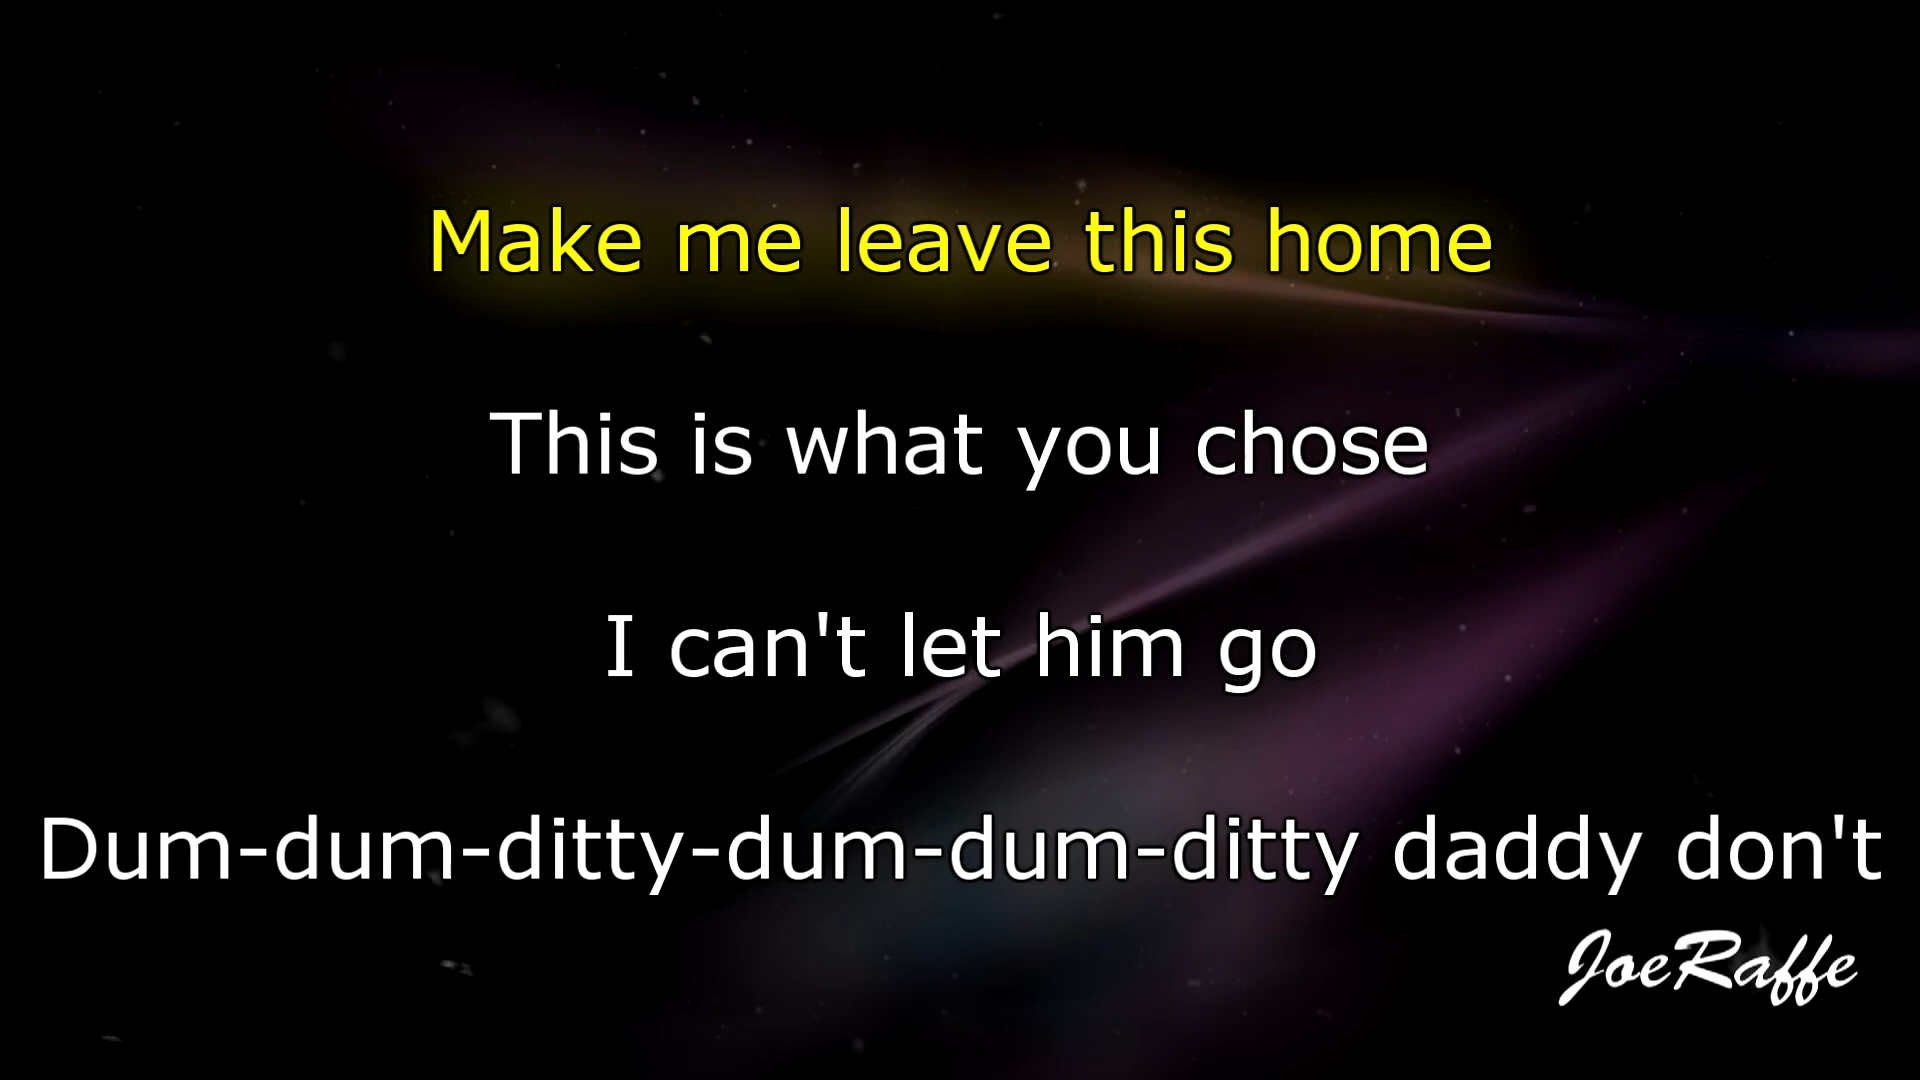 Make me leave this home
This is what you chose
I can't let him go
Dum-dum-ditty-dum-dum-ditty daddy don't
JoeRaffe